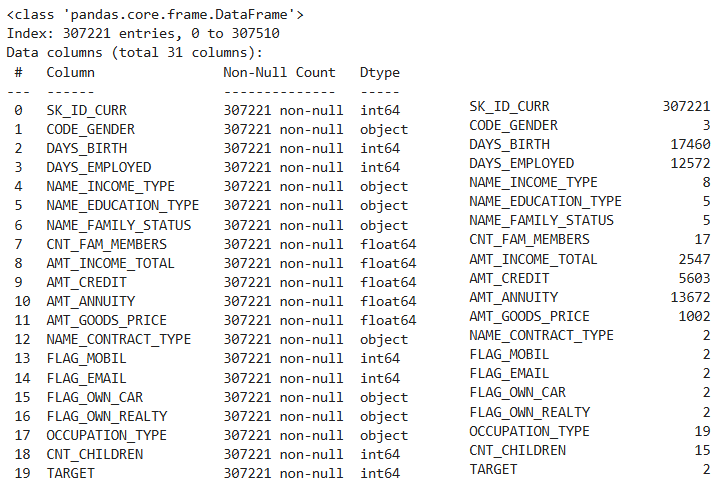 <class 'pandas.core.frame.DataFrame'>
Index: 307221 entries, 0 to 307510
Data columns (total 31 columns):
 #   Column               Non-Null Count   Dtype
---  ------               --------------   -----
 0   SK_ID_CURR           307221 non-null  int64
 1   CODE_GENDER          307221 non-null  object
 2   DAYS_BIRTH           307221 non-null  int64
 3   DAYS_EMPLOYED        307221 non-null  int64
 4   NAME_INCOME_TYPE     307221 non-null  object
 5   NAME_EDUCATION_TYPE  307221 non-null  object
 6   NAME_FAMILY_STATUS   307221 non-null  object
 7   CNT_FAM_MEMBERS      307221 non-null  float64
 8   AMT_INCOME_TOTAL     307221 non-null  float64
 9   AMT_CREDIT           307221 non-null  float64
 10  AMT_ANNUITY          307221 non-null  float64
 11  AMT_GOODS_PRICE      307221 non-null  float64
 12  NAME_CONTRACT_TYPE   307221 non-null  object
 13  FLAG_MOBIL           307221 non-null  int64
 14  FLAG_EMAIL           307221 non-null  int64
 15  FLAG_OWN_CAR         307221 non-null  object
 16  FLAG_OWN_REALTY      307221 non-null  object
 17  OCCUPATION_TYPE      307221 non-null  object
 18  CNT_CHILDREN         307221 non-null  int64
 19  TARGET               307221 non-null  int64
SK_ID_CURR             307221
CODE_GENDER                 3
DAYS_BIRTH              17460
DAYS_EMPLOYED           12572
NAME_INCOME_TYPE            8
NAME_EDUCATION_TYPE         5
NAME_FAMILY_STATUS          5
CNT_FAM_MEMBERS            17
AMT_INCOME_TOTAL         2547
AMT_CREDIT               5603
AMT_ANNUITY             13672
AMT_GOODS_PRICE          1002
NAME_CONTRACT_TYPE          2
FLAG_MOBIL                  2
FLAG_EMAIL                  2
FLAG_OWN_CAR                2
FLAG_OWN_REALTY             2
OCCUPATION_TYPE            19
CNT_CHILDREN               15
TARGET                      2